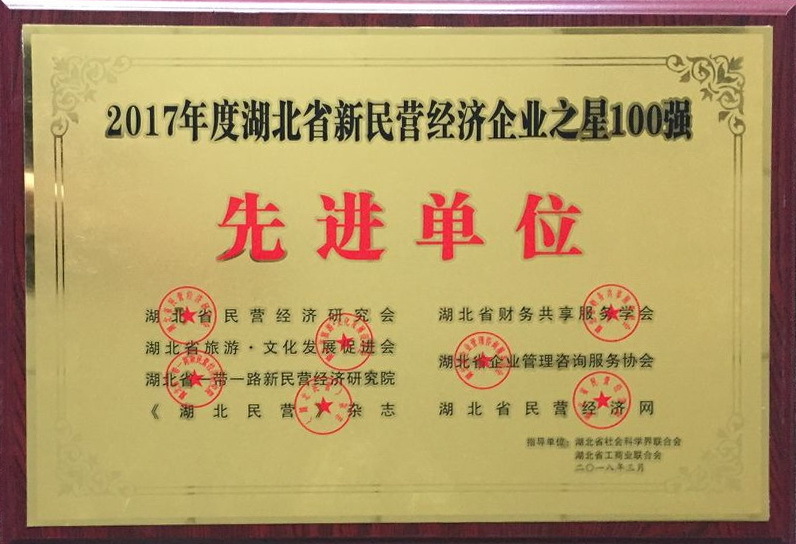 2017年度湖北省新民营经济企业之星100强
先进单位
湖北省民营经济研究会
湖北省旅游·文化发展促进会
湖北省一带一路新民营经济研究院
《湖北民营》杂志
湖北省财务共享服务学会
湖北省企业管理咨询服务协会
湖北省民营经济网
指导单位：湖北省社会科学界联合会
湖北省工商业联合会
二〇一八年三月